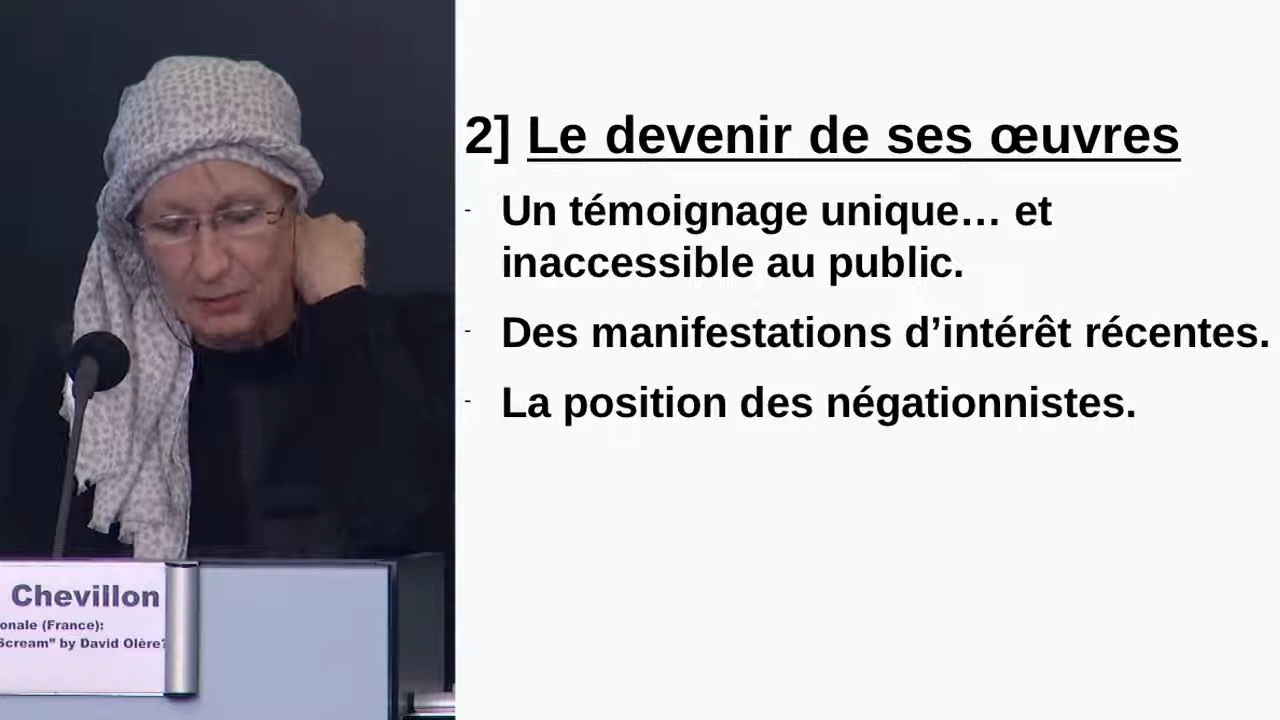 2] Le devenir de ses œuvres
- Un témoignage unique… et
inaccessible au public.
- Des manifestations d’intérêt récentes.
- La position des négationnistes.
Chevillon
onale (France):
Scream” by David Olère?